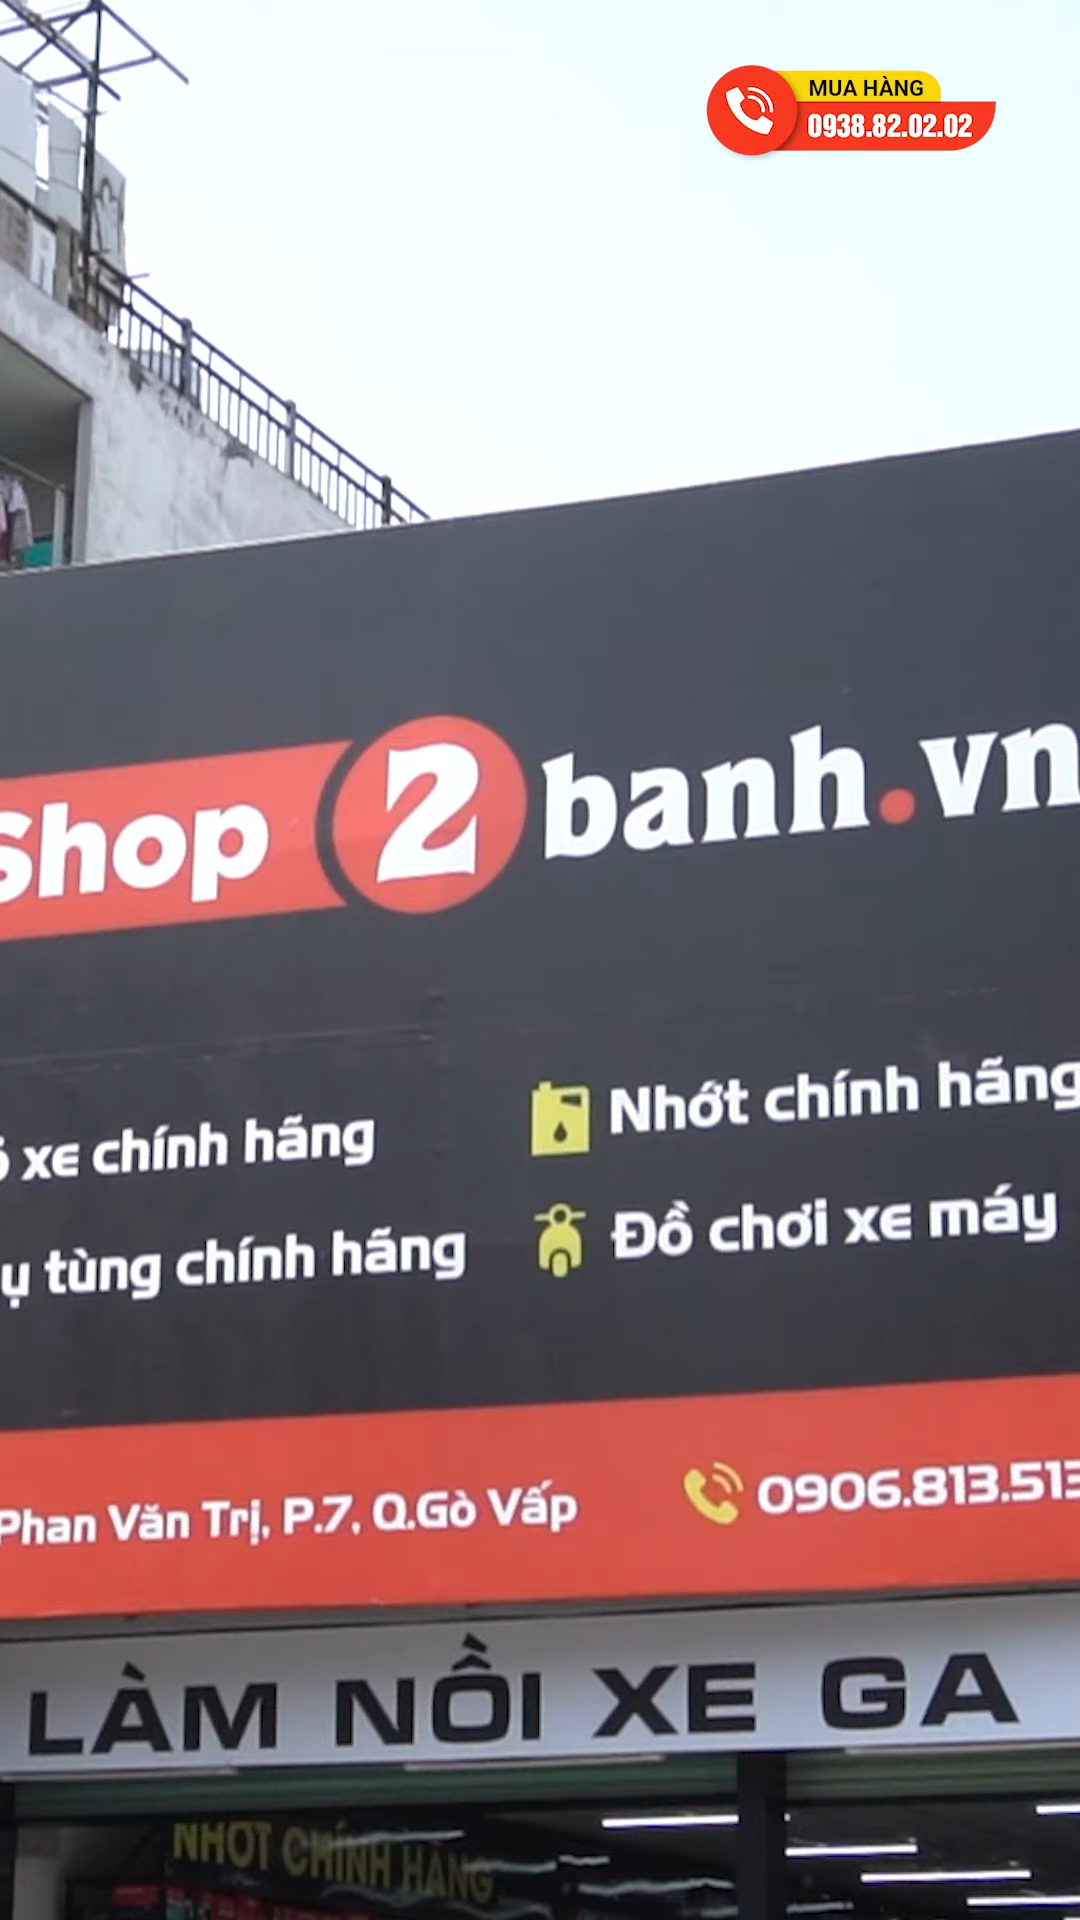 MUA HÀNG
0938.82.02.02
Shop 2 banh.vn
xe chính hãng
Nhớt chính hãng
tùng chính hãng
Đồ chơi xe máy
Phan Văn Trị, P.7, Q.Gò Vấp
0906.813.513
LÀM NỒI XE GA
NHỚT CHÍNH HÃNG